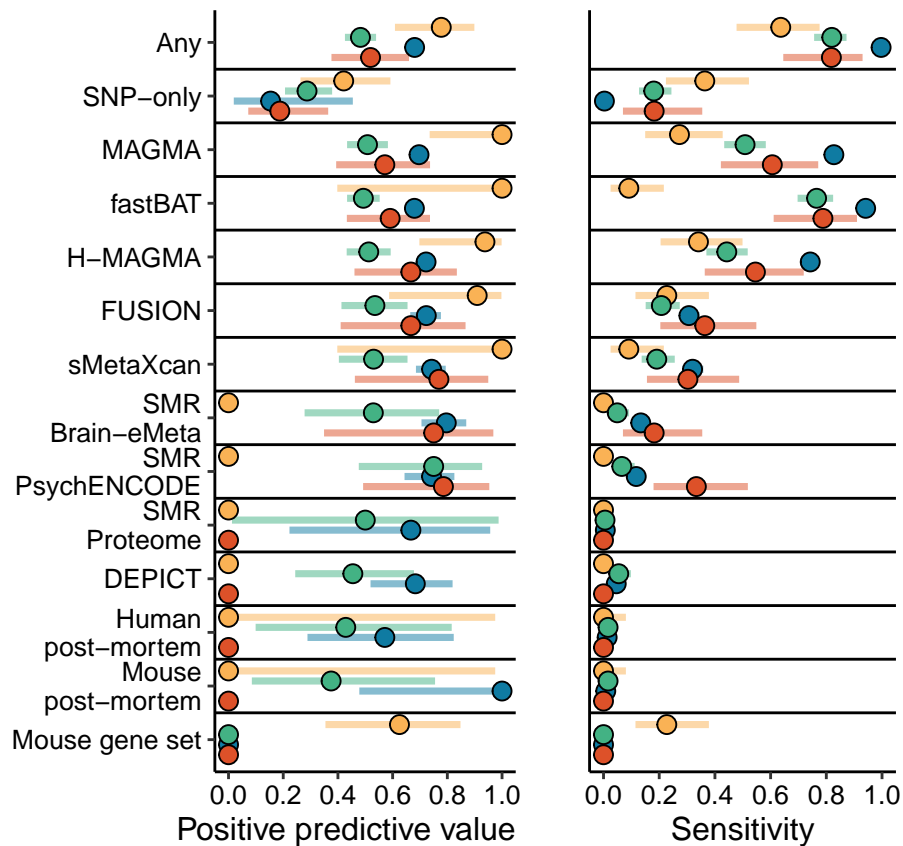 Any
SNP-only
MAGMA
fastBAT
H-MAGMA
FUSION
sMetaXcan
SMR
Brain-eMeta
SMR
PsychENCODE
SMR
Proteome
DEPICT
Human
post-mortem
Mouse
post-mortem
Mouse gene set
0.0 0.2 0.4 0.6 0.8 1.0
0.0 0.2 0.4 0.6 0.8 1.0
Positive predictive value
Sensitivity